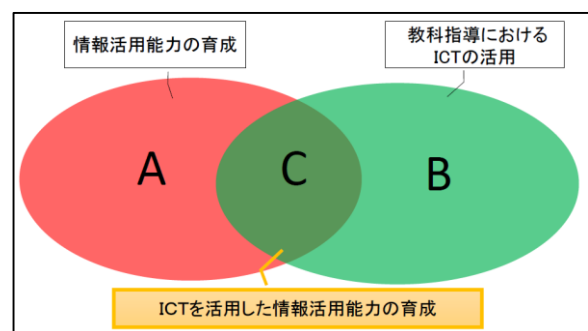 情報活用能力の育成
教科指導における
ICTの活用
A
C
B
ICTを活用した情報活用能力の育成